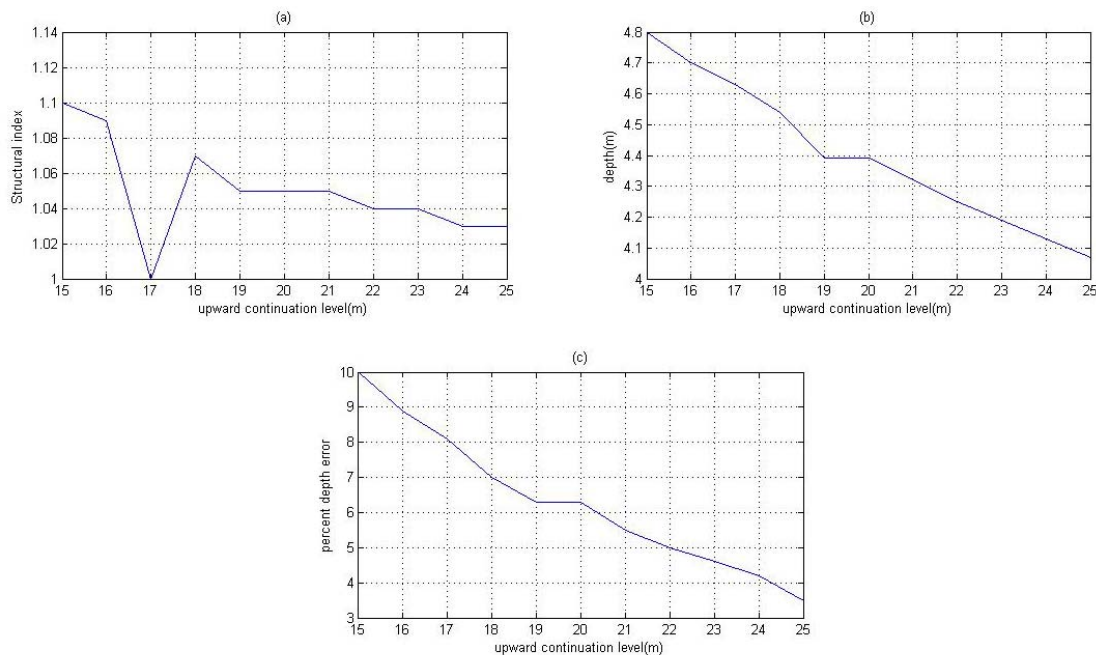 (a)
1.14
1.12
1.1
1.08
1.06
1.04
1.02
1
Structural index
15 16 17 18 19 20 21 22 23 24 25
upward continuation level(m)
(b)
4.8
4.7
4.6
4.5
4.4
4.3
4.2
4.1
4
depth(m)
15 16 17 18 19 20 21 22 23 24 25
upward continuation level(m)
(c)
10
9
8
7
6
5
4
3
percent depth error
15 16 17 18 19 20 21 22 23 24 25
upward continuation level(m)